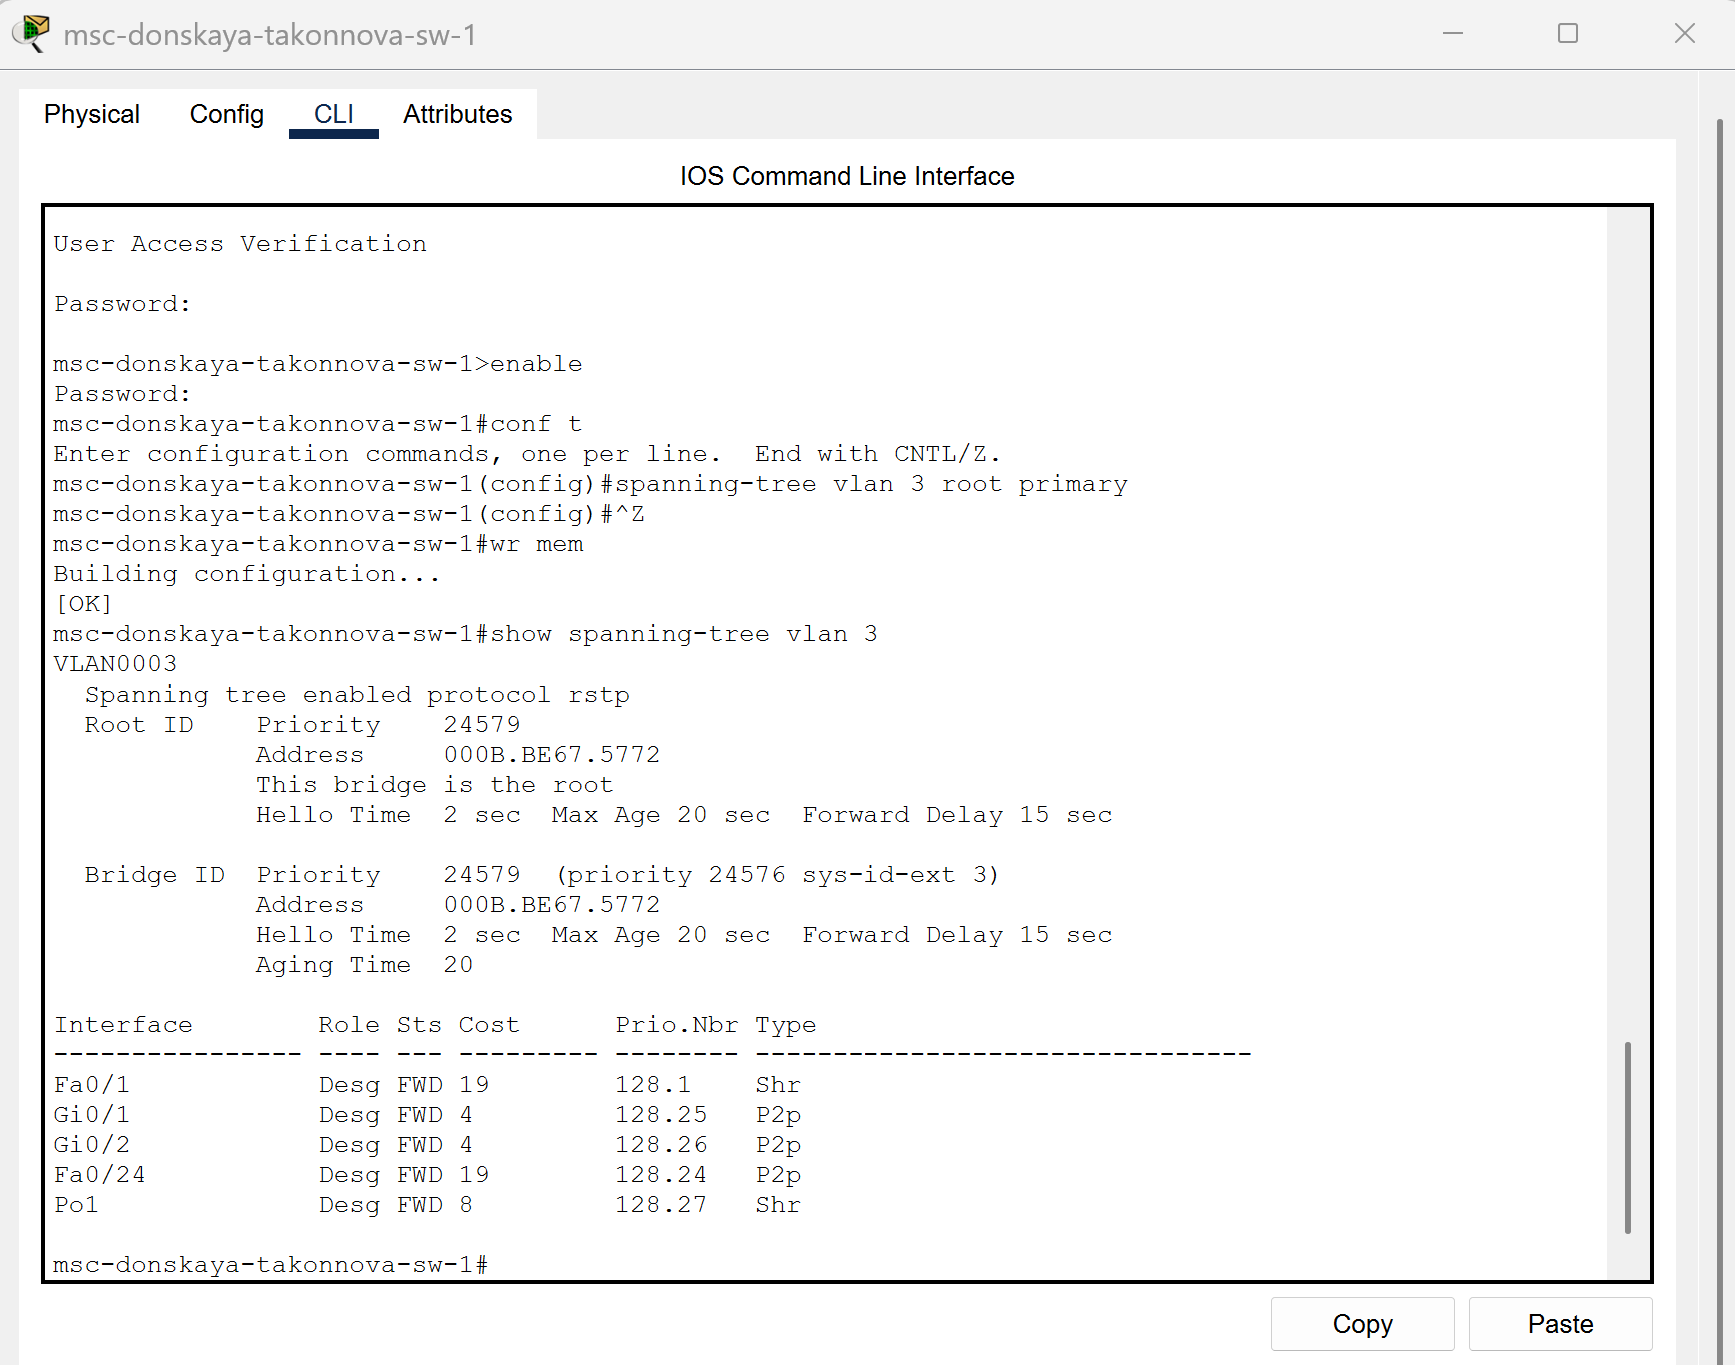 msc-donskaya-takonnova-sw-1
Physical Config CLI Attributes
IOS Command Line Interface
User Access Verification
Password:
msc-donskaya-takonnova-sw-1>enable
Password:
msc-donskaya-takonnova-sw-1#conf t
Enter configuration commands, one per line.  End with CNTL/Z.
msc-donskaya-takonnova-sw-1(config)#spanning-tree vlan 3 root primary
msc-donskaya-takonnova-sw-1(config)#^Z
msc-donskaya-takonnova-sw-1#wr mem
Building configuration...
[OK]
msc-donskaya-takonnova-sw-1#show spanning-tree vlan 3
VLAN0003
  Spanning tree enabled protocol rstp
  Root ID    Priority    24579
             Address     000B.BE67.5772
             This bridge is the root
             Hello Time  2 sec  Max Age 20 sec  Forward Delay 15 sec
  Bridge ID  Priority    24579  (priority 24576 sys-id-ext 3)
             Address     000B.BE67.5772
             Hello Time  2 sec  Max Age 20 sec  Forward Delay 15 sec
             Aging Time  20
Interface        Role Sts Cost      Prio.Nbr Type
---------------- ---- --- --------- -------- --------------------------------
Fa0/1            Desg FWD 19        128.1    Shr
Gi0/1            Desg FWD 4         128.25   P2p
Gi0/2            Desg FWD 4         128.26   P2p
Fa0/24           Desg FWD 19        128.24   P2p
Po1              Desg FWD 8         128.27   Shr
msc-donskaya-takonnova-sw-1#
Copy Paste